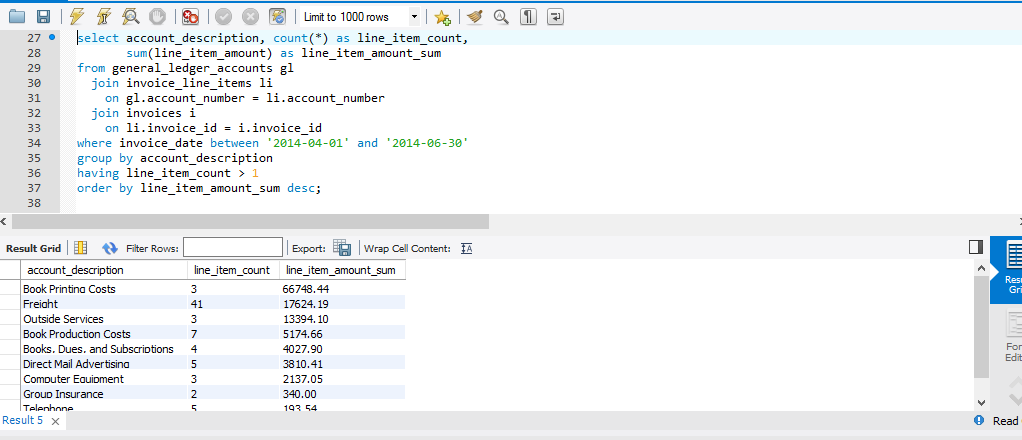 Limit to 1000 rows
27 select account_description, count(*) as line_item_count,
28 sum(line_item_amount) as line_item_amount_sum
29 from general_ledger_accounts gl
30 join invoice_line_items li
31 on gl.account_number = li.account_number
32 join invoices i
33 on li.invoice_id = i.invoice_id
34 where invoice_date between '2014-04-01' and '2014-06-30'
35 group by account_description
36 having line_item_count > 1
37 order by line_item_amount_sum desc;
38
Result Grid Filter Rows: Export: Wrap Cell Content: IA
account_description line_item_count line_item_amount_sum
Book Printing Costs 3 66748.44
Freight 41 17624.19
Outside Services 3 13394.10
Book Production Costs 7 5174.66
Books, Dues, and Subscriptions 4 4027.90
Direct Mail Advertising 5 3810.41
Computer Equipment 3 2137.05
Group Insurance 2 340.00
Telephone 5 193.54
Res
Gri
For
Edit
Result 5 x
Read